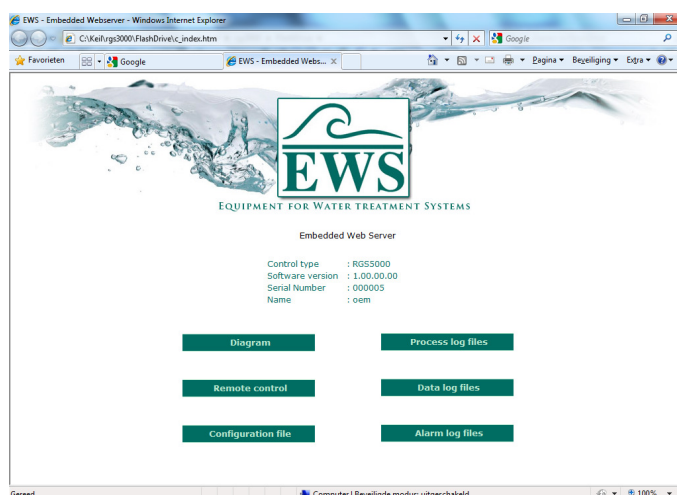 EWS - Embedded Webserver - Windows Internet Explorer
C:\Keil\rgs3000\FlashDrive\c_index.htm
Google
Favorieten
Google
EWS - Embedded Webs...
Pagina
Beveiliging
Extra
EWS
EQUIPMENT FOR WATER TREATMENT SYSTEMS
Embedded Web Server
Control type : RGS5000
Software version : 1.00.00.00
Serial Number : 000005
Name : oem
Diagram Process log files
Remote control Data log files
Configuration file Alarm log files
Gereed Computer | Beveiligde modus: uitgeschakeld 100%